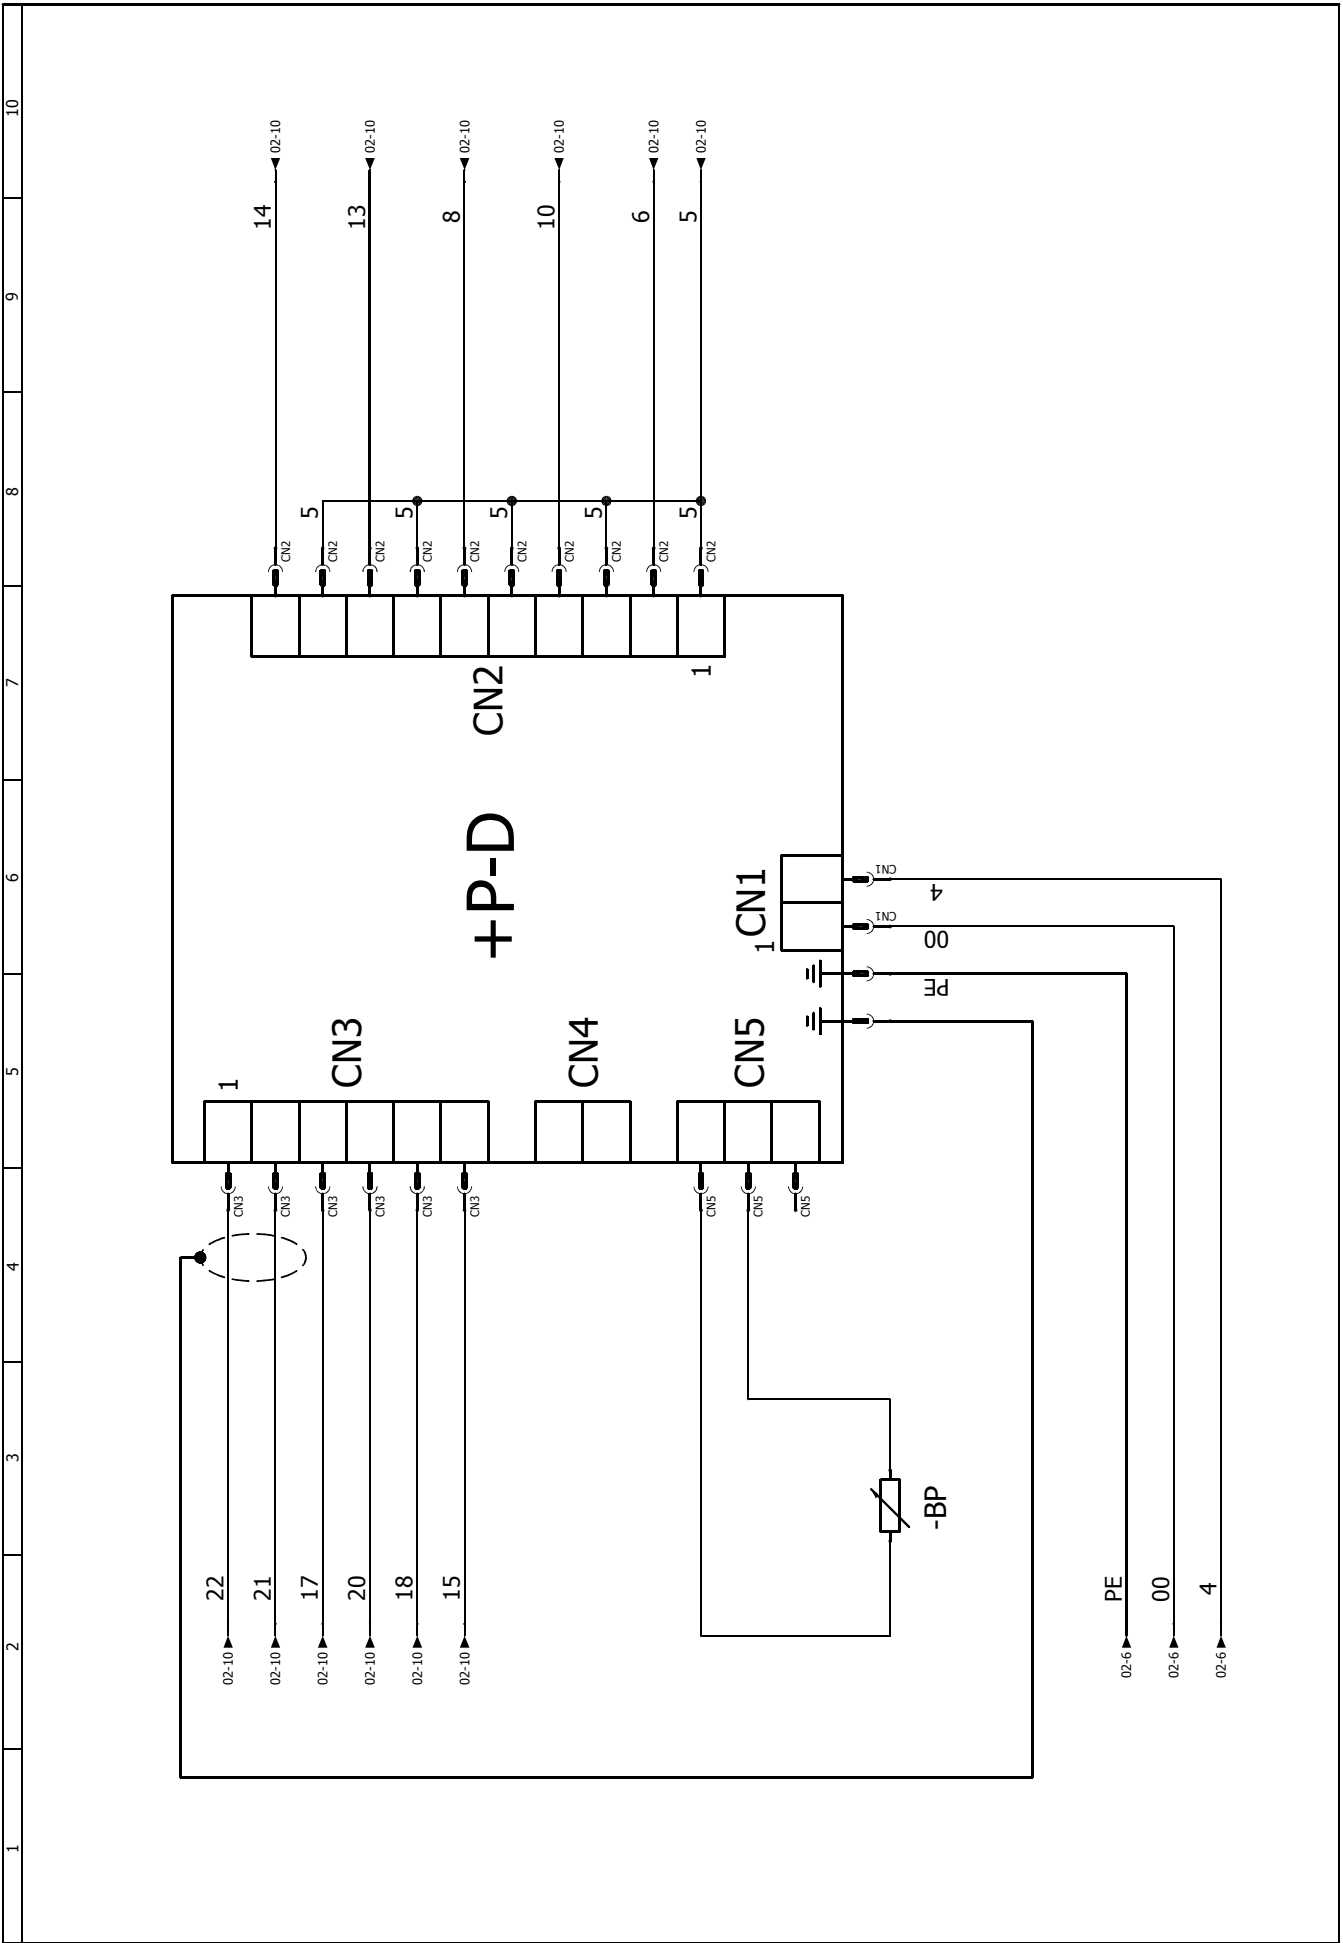 1 2 3 4 5 6 7 8 9 10
22
02-10 CN3 1
21 14
02-10 CN3 CN2 02-10
17 5
02-10 CN3 CN3 CN2
20 13
02-10 CN3 CN2 02-10
18 5
02-10 CN3 CN2
15 8
02-10 CN3 +P-D CN2 CN2 02-10
5
CN2
10
CN4 CN2 02-10
5
CN2
6
CN2 02-10
5 5
CN5 1 CN2 02-10
CN5 CN5 1 CN1
CN5
CN1 CN1
-BP PE 00 4
PE
02-6
00
02-6
4
02-6